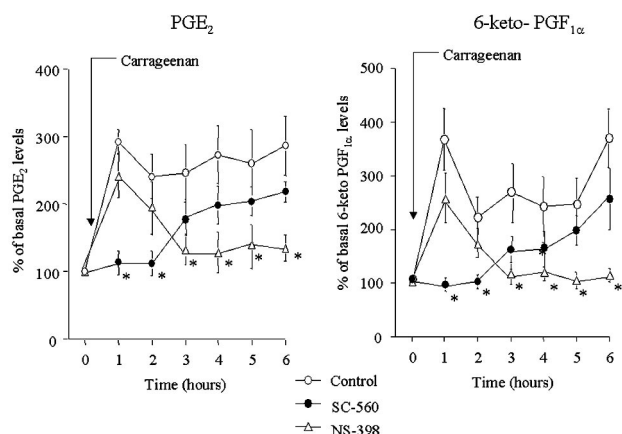 PGE2
6-keto- PGF1α
Carrageenan
Carrageenan
% of basal PGE2 levels
400
300
200
100
0
* * * * * *
0 1 2 3 4 5 6
Time (hours)
% of basal 6-keto PGF1α levels
500
400
300
200
100
0
* * * * * * *
0 1 2 3 4 5 6
Time (hours)
Control
SC-560
NS-398